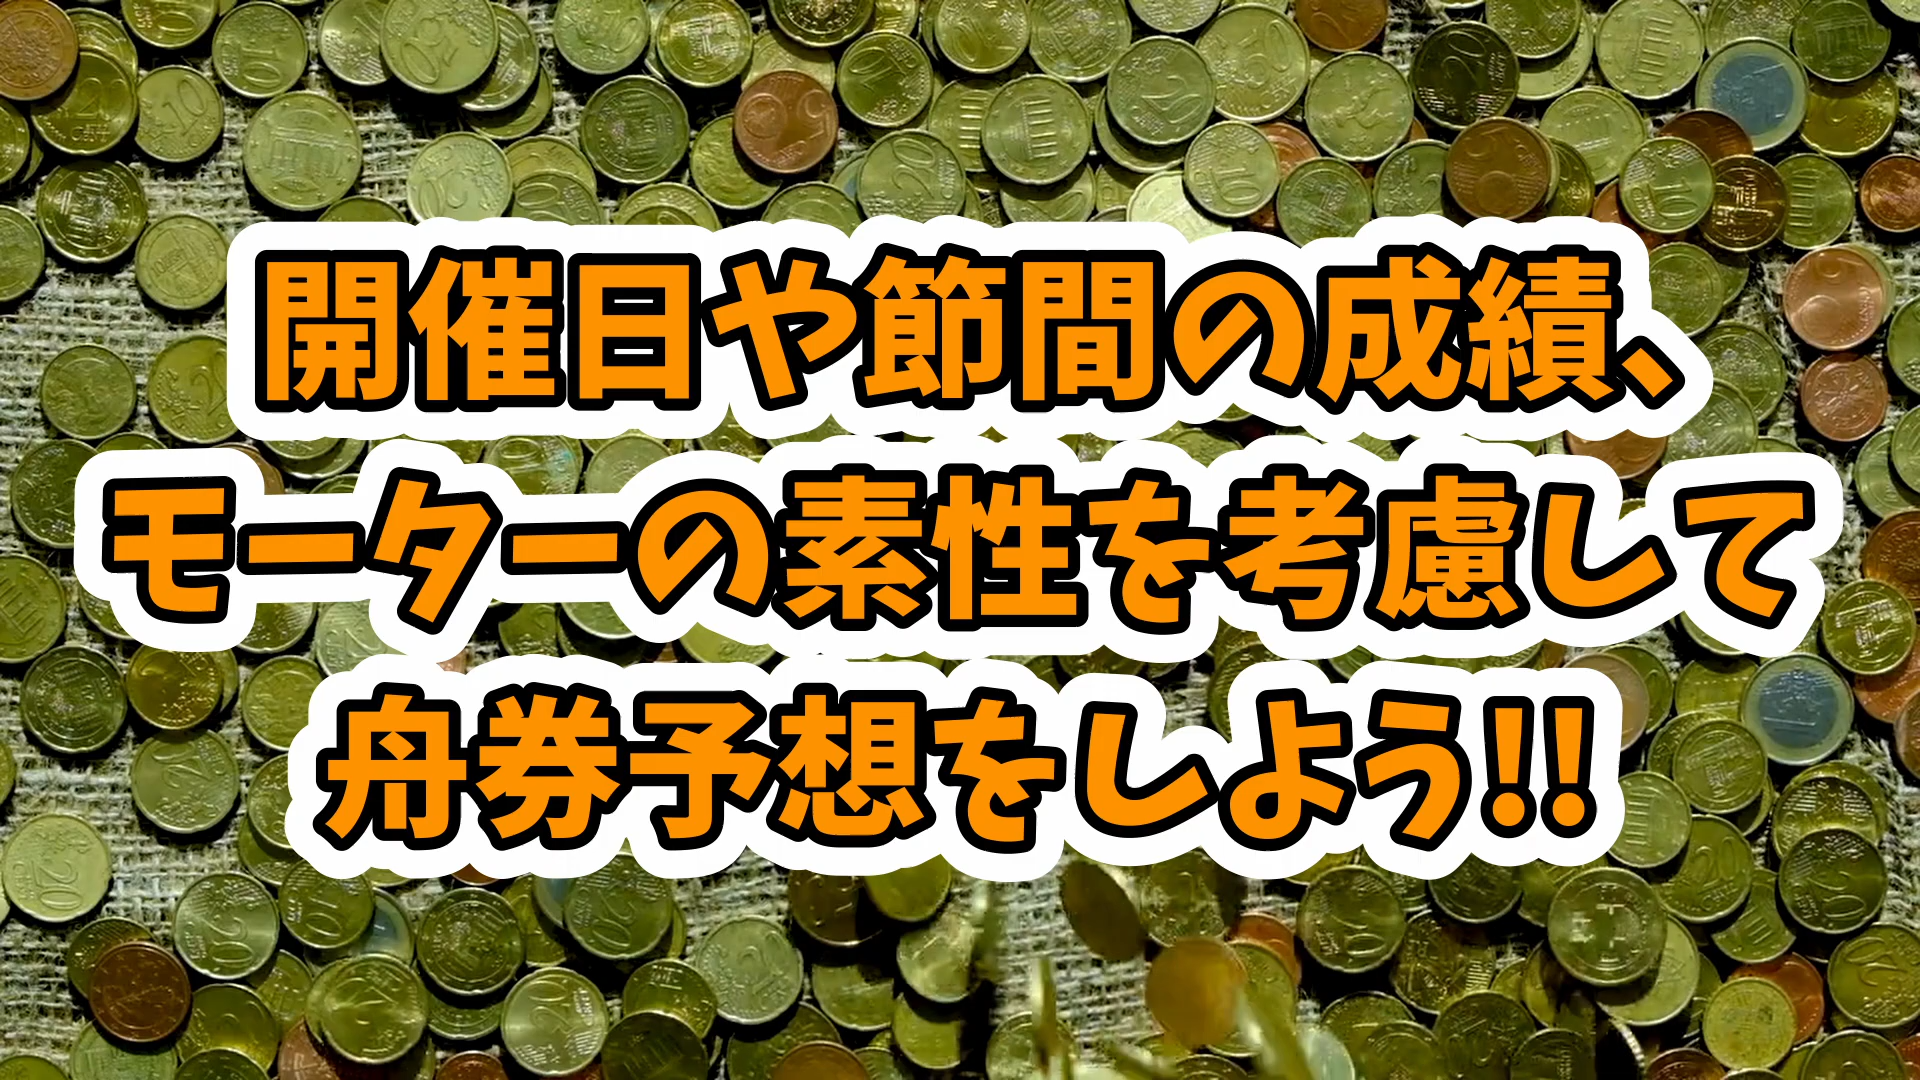 開催日や節間の成績、
モーターの素性を考慮して
舟券予想をしよう!!